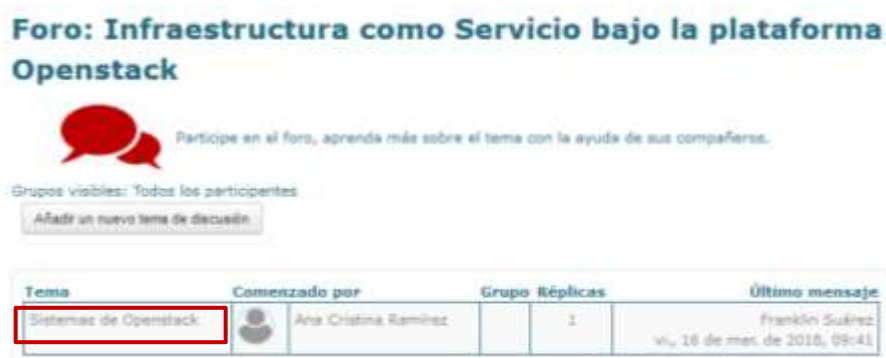 Foro: Infraestructura como Servicio bajo la plataforma
Openstack
Participe en el foro, aprenda más sobre el tema con la ayuda de sus compañeros.
Grupos visibles: Todos los participantes
Añadir un nuevo tema de discusión
Tema Comenzado por Grupo Réplicas Último mensaje
Sistemas de Openstack Ana Cristina Ramírez 1 Franklin Suárez
vi., 16 de mar. de 2018, 09:41